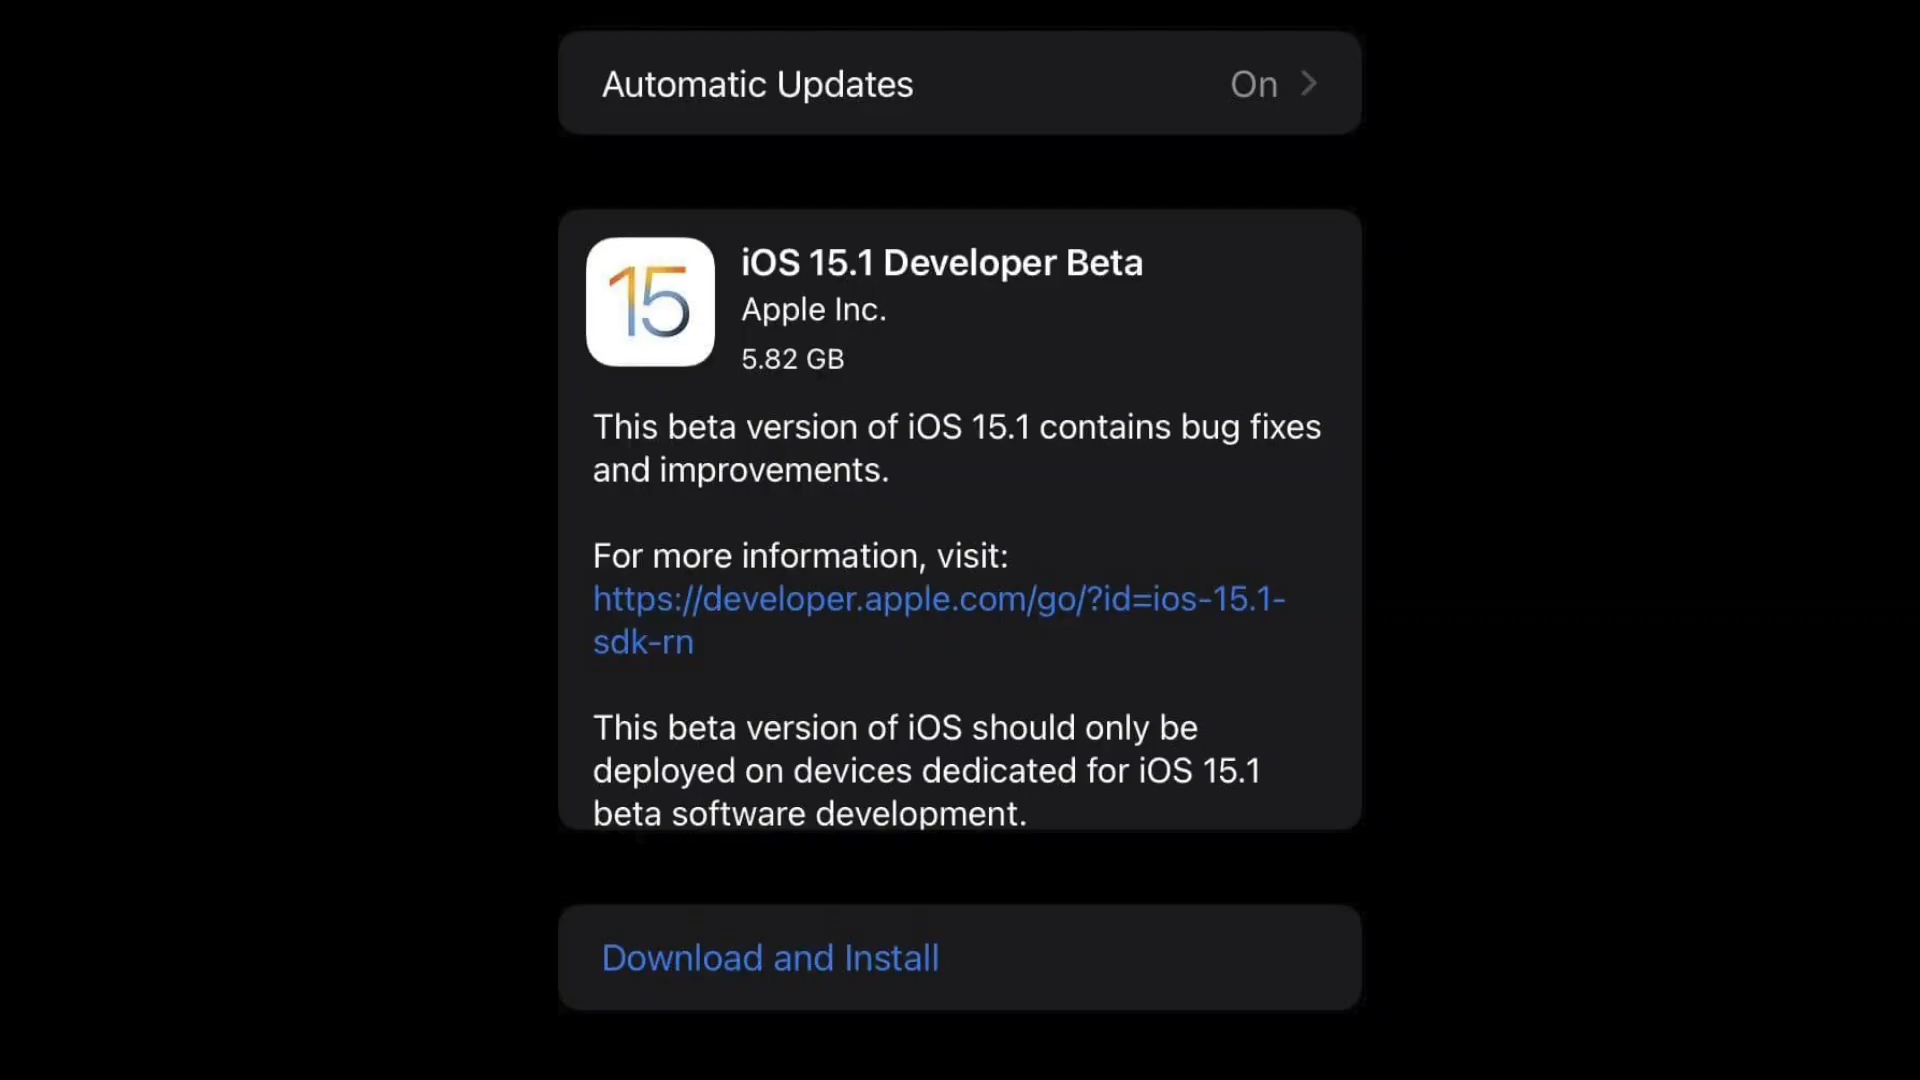 Automatic Updates On
15
iOS 15.1 Developer Beta
Apple Inc.
5.82 GB
This beta version of iOS 15.1 contains bug fixes
and improvements.
For more information, visit:
https://developer.apple.com/go/?id=ios-15.1-
sdk-rn
This beta version of iOS should only be
deployed on devices dedicated for iOS 15.1
beta software development.
Download and Install